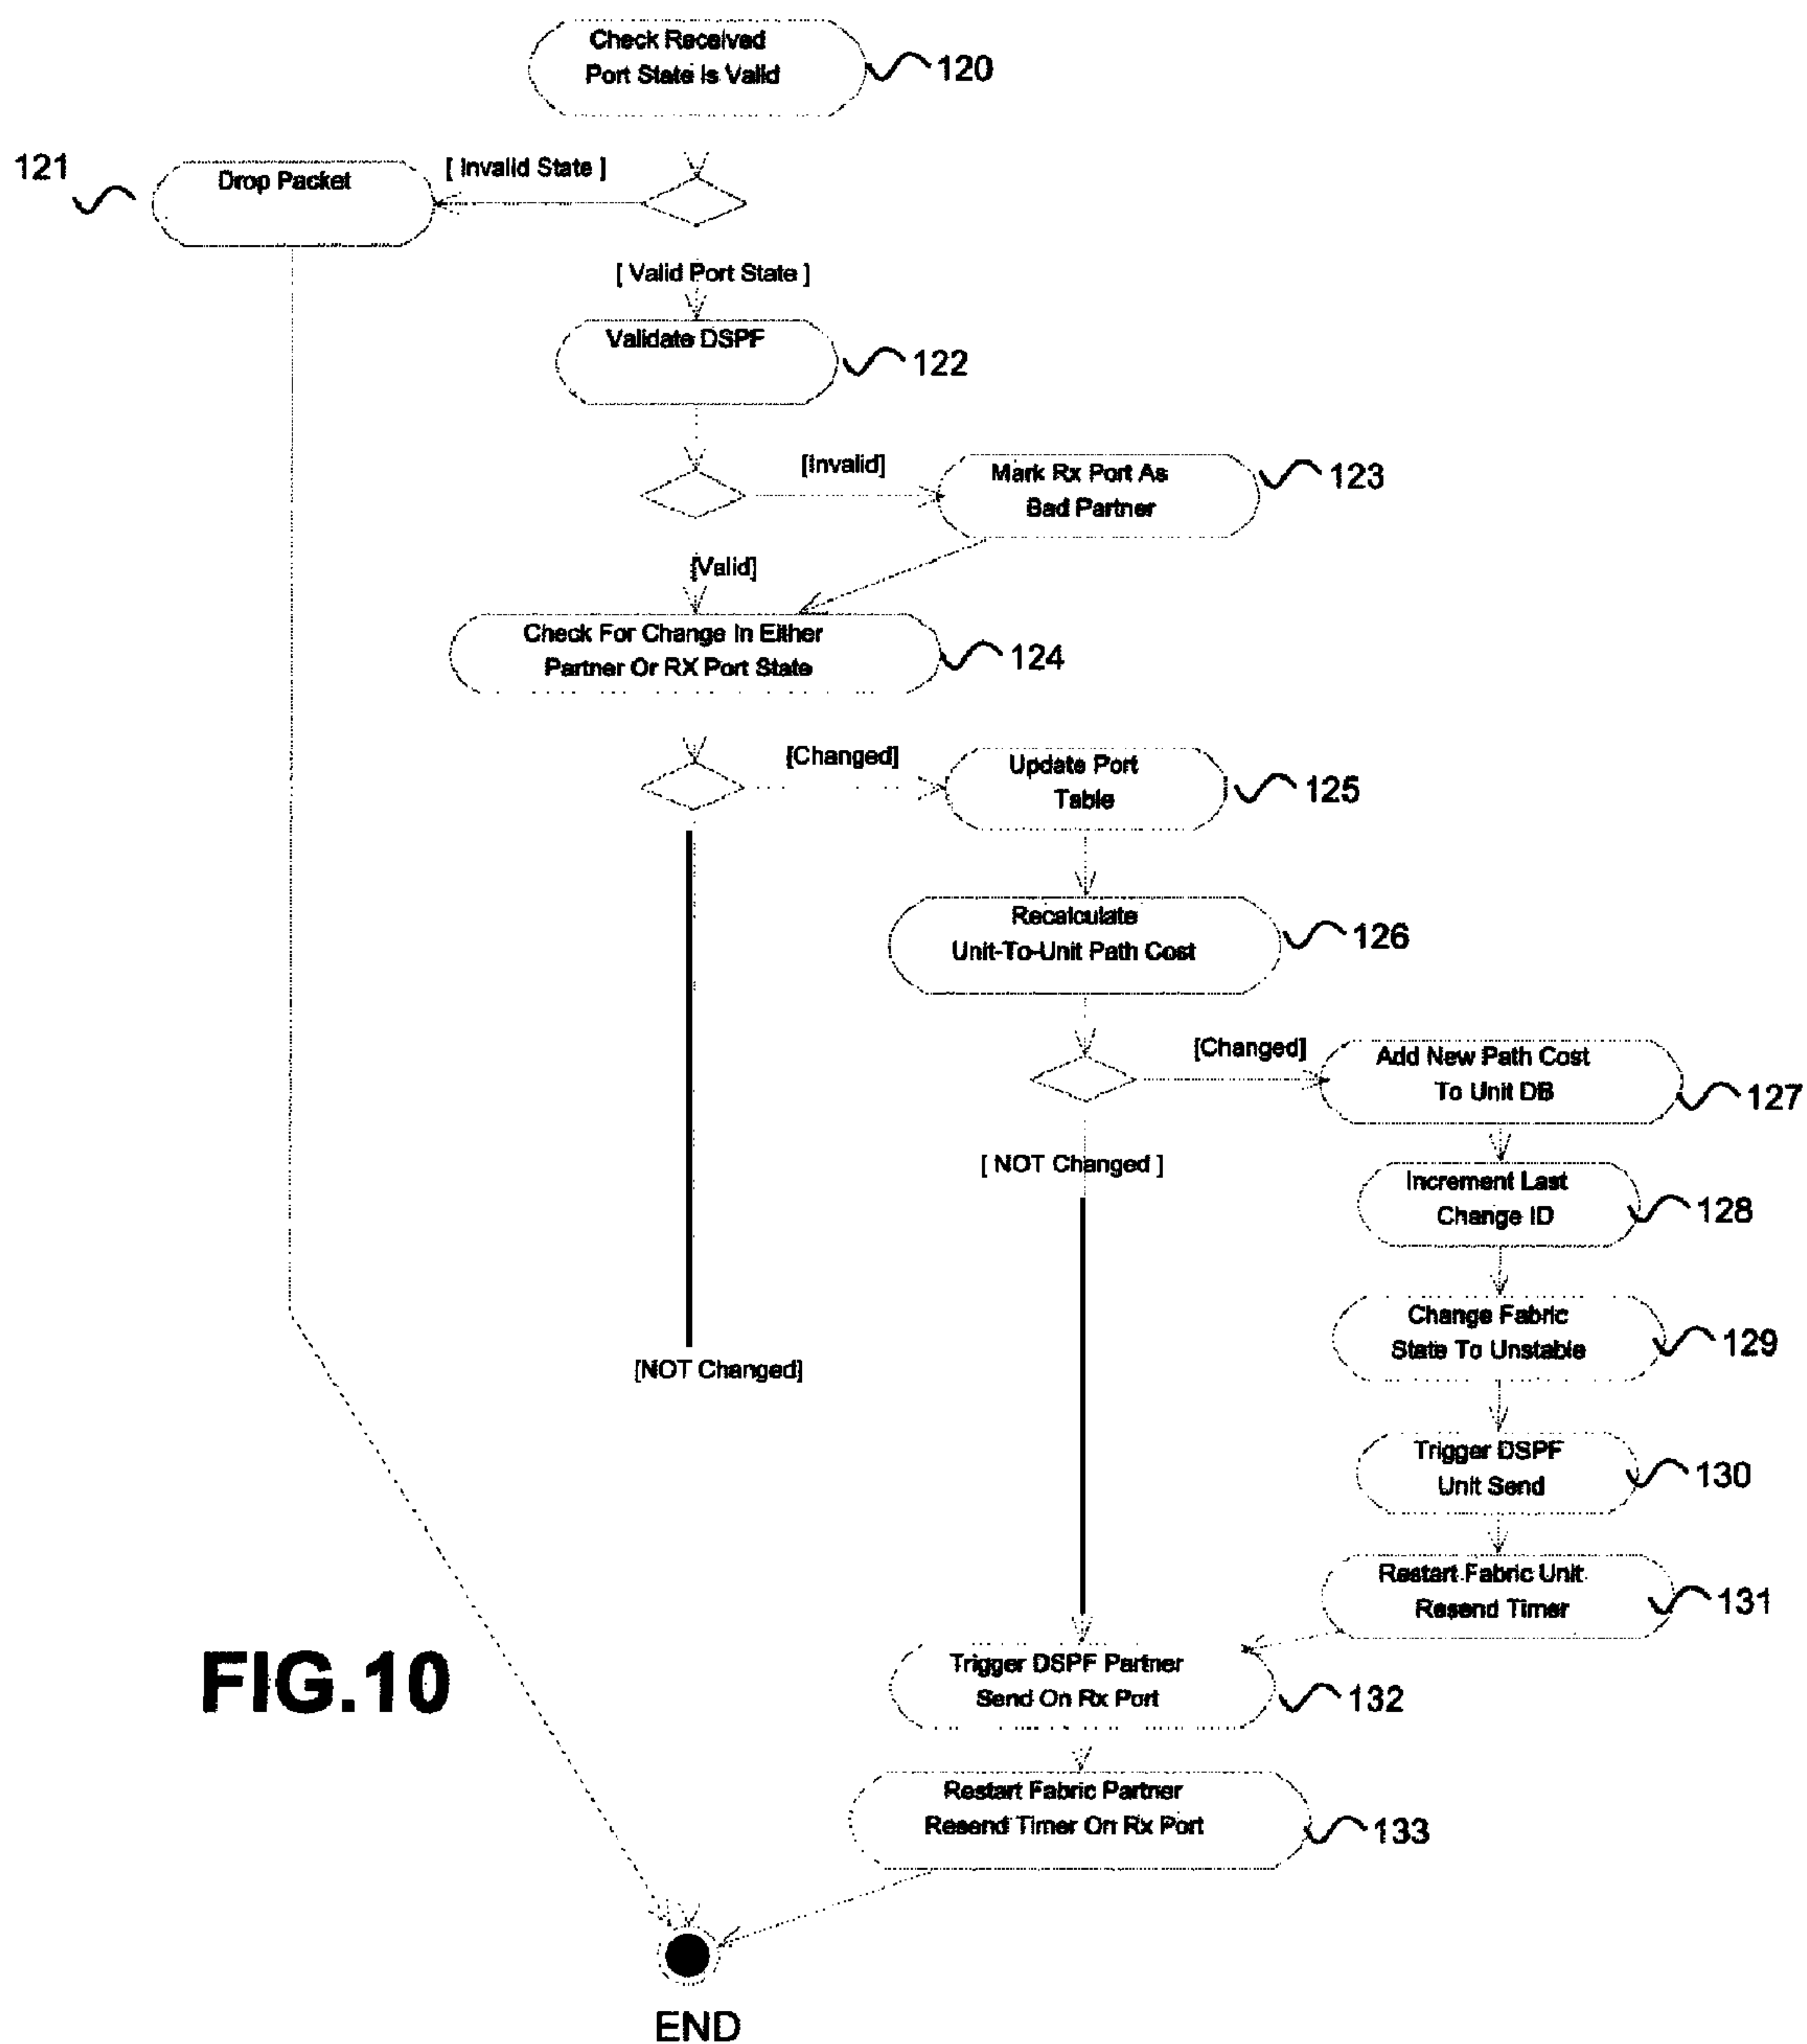 Check Received
Port State Is Valid
120
121
Drop Packet
[ Invalid State ]
[ Valid Port State ]
Validate DSPF
122
[Invalid]
Mark Rx Port As
Bad Partner
123
[Valid]
Check For Change In Either
Partner Or RX Port State
124
[Changed]
Update Port
Table
125
Recalculate
Unit-To-Unit Path Cost
126
[Changed]
Add New Path Cost
To Unit DB
127
[ NOT Changed ]
Increment Last
Change ID
128
Change Fabric
State To Unstable
129
[NOT Changed]
Trigger DSPF
Unit Send
130
Restart Fabric Unit
Resend Timer
131
FIG.10
Trigger DSPF Partner
Send On Rx Port
132
Restart Fabric Partner
Resend Timer On Rx Port
133
END